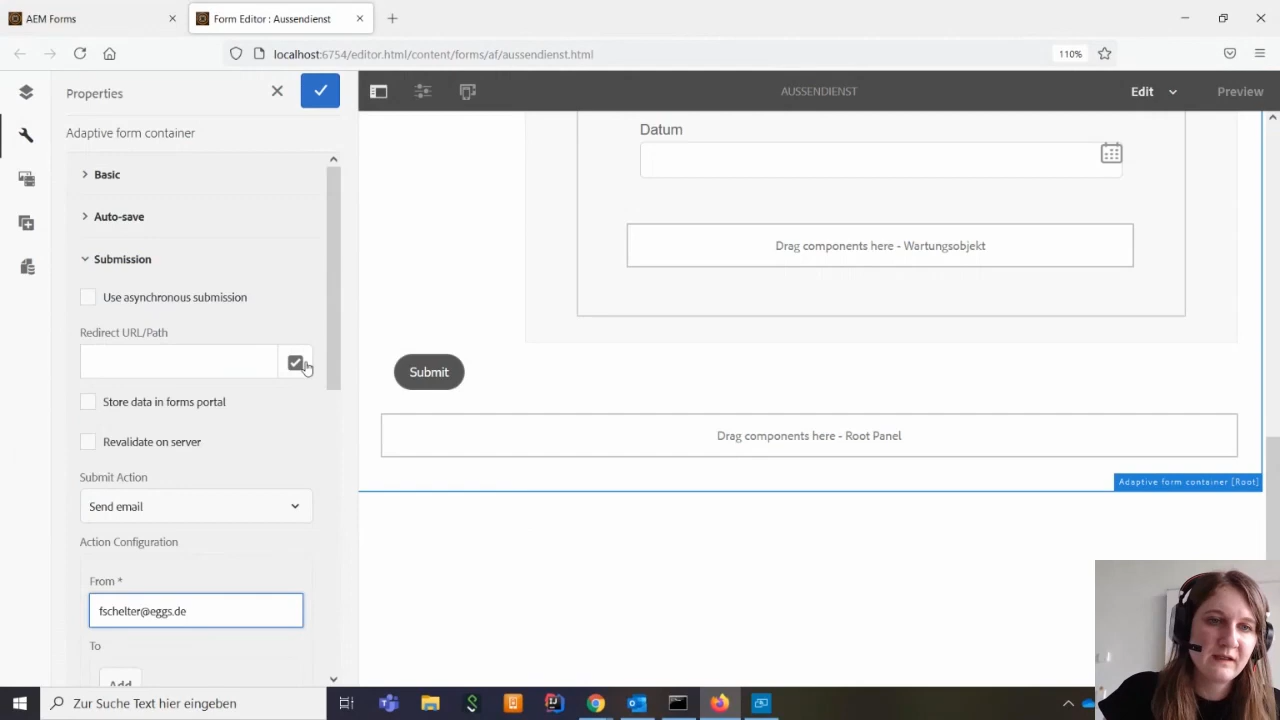 AEM Forms
Form Editor : Aussendienst
localhost:6754/editor.html/content/forms/af/aussendienst.html
110%
Properties
AUSSENDIENST
Edit
Preview
Adaptive form container
Basic
Auto-save
Submission
Use asynchronous submission
Redirect URL/Path
Store data in forms portal
Revalidate on server
Submit Action
Send email
Action Configuration
From *
fschelter@eggs.de
To
Add
Datum
Drag components here - Wartungsobjekt
Submit
Drag components here - Root Panel
Adaptive form container [Root]
Zur Suche Text hier eingeben